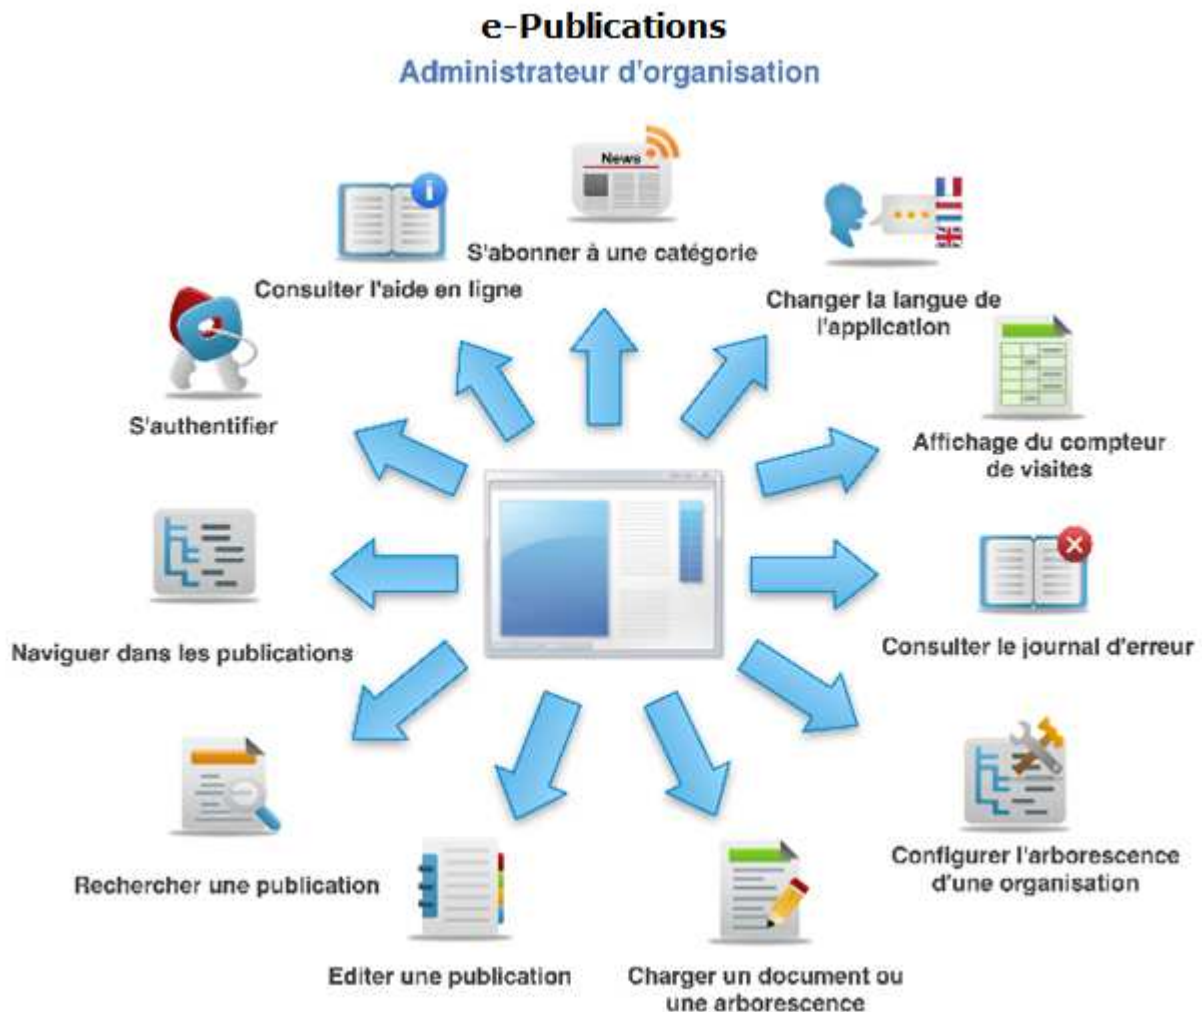 e-Publications
Administrateur d'organisation
News
S'abonner à une catégorie
Consulter l'aide en ligne
Changer la langue de
l'application
S'authentifier
Affichage du compteur
de visites
Naviguer dans les publications
Consulter le journal d'erreur
Rechercher une publication
Configurer l'arborescence
d'une organisation
Editer une publication
Charger un document ou
une arborescence